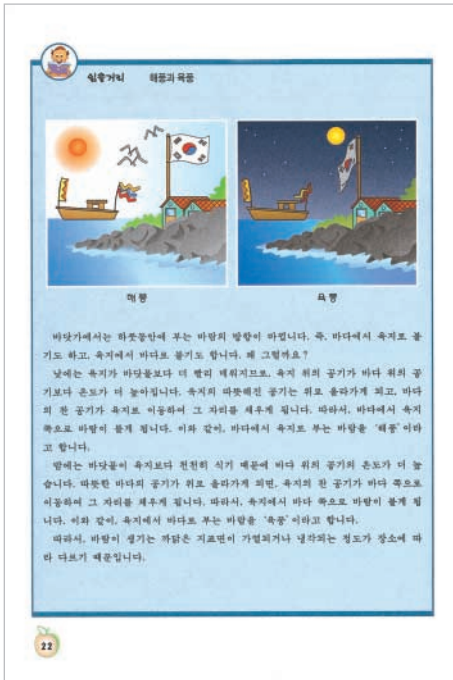 읽을거리 해풍과 육풍
해풍
육풍
바닷가에서는 하룻동안에 부는 바람의 방향이 바뀝니다. 즉, 바다에서 육지로 불
기도 하고, 육지에서 바다로 불기도 합니다. 왜 그럴까요?
낮에는 육지가 바닷물보다 더 빨리 데워지므로, 육지 위의 공기가 바다 위의 공
기보다 온도가 더 높아집니다. 육지의 따뜻해진 공기는 위로 올라가게 되고, 바다
의 찬 공기가 육지로 이동하여 그 자리를 채우게 됩니다. 따라서, 바다에서 육지
쪽으로 바람이 불게 됩니다. 이와 같이, 바다에서 육지로 부는 바람을 ‘해풍’이라
고 합니다.
밤에는 바닷물이 육지보다 천천히 식기 때문에 바다 위의 공기의 온도가 더 높
습니다. 따뜻한 바다의 공기가 위로 올라가게 되면, 육지의 찬 공기가 바다 쪽으로
이동하여 그 자리를 채우게 됩니다. 따라서, 육지에서 바다 쪽으로 바람이 불게 됩
니다. 이와 같이, 육지에서 바다로 부는 바람을 ‘육풍’이라고 합니다.
따라서, 바람이 생기는 까닭은 지표면이 가열되거나 냉각되는 정도가 장소에 따
라 다르기 때문입니다.
22